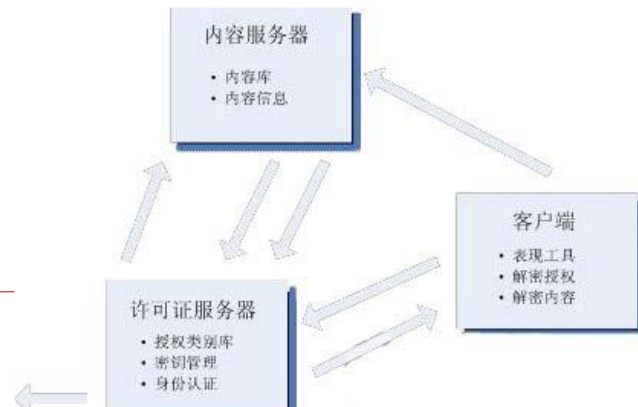 内容服务器
• 内容库
• 内容信息
客户端
• 表现工具
• 解密授权
• 解密内容
许可证服务器
• 授权类别库
• 密钥管理
• 身份认证